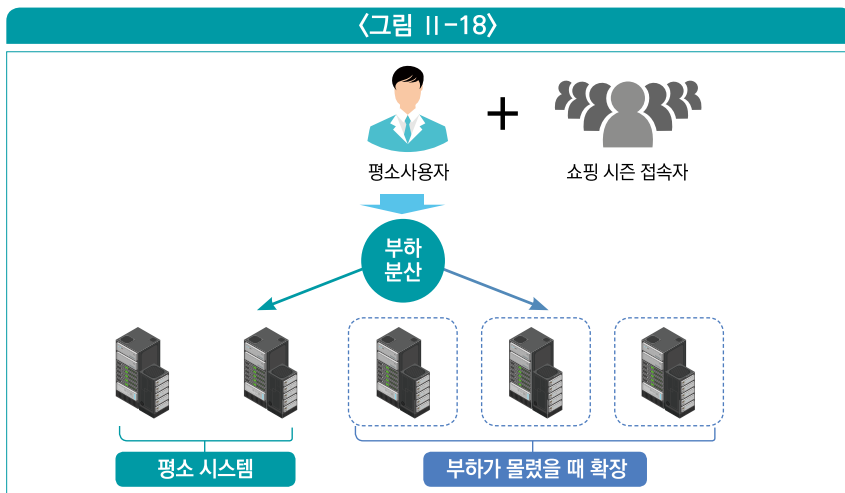 〈그림 Ⅱ-18〉
평소사용자
쇼핑 시즌 접속자
부하
분산
평소 시스템
부하가 몰렸을 때 확장